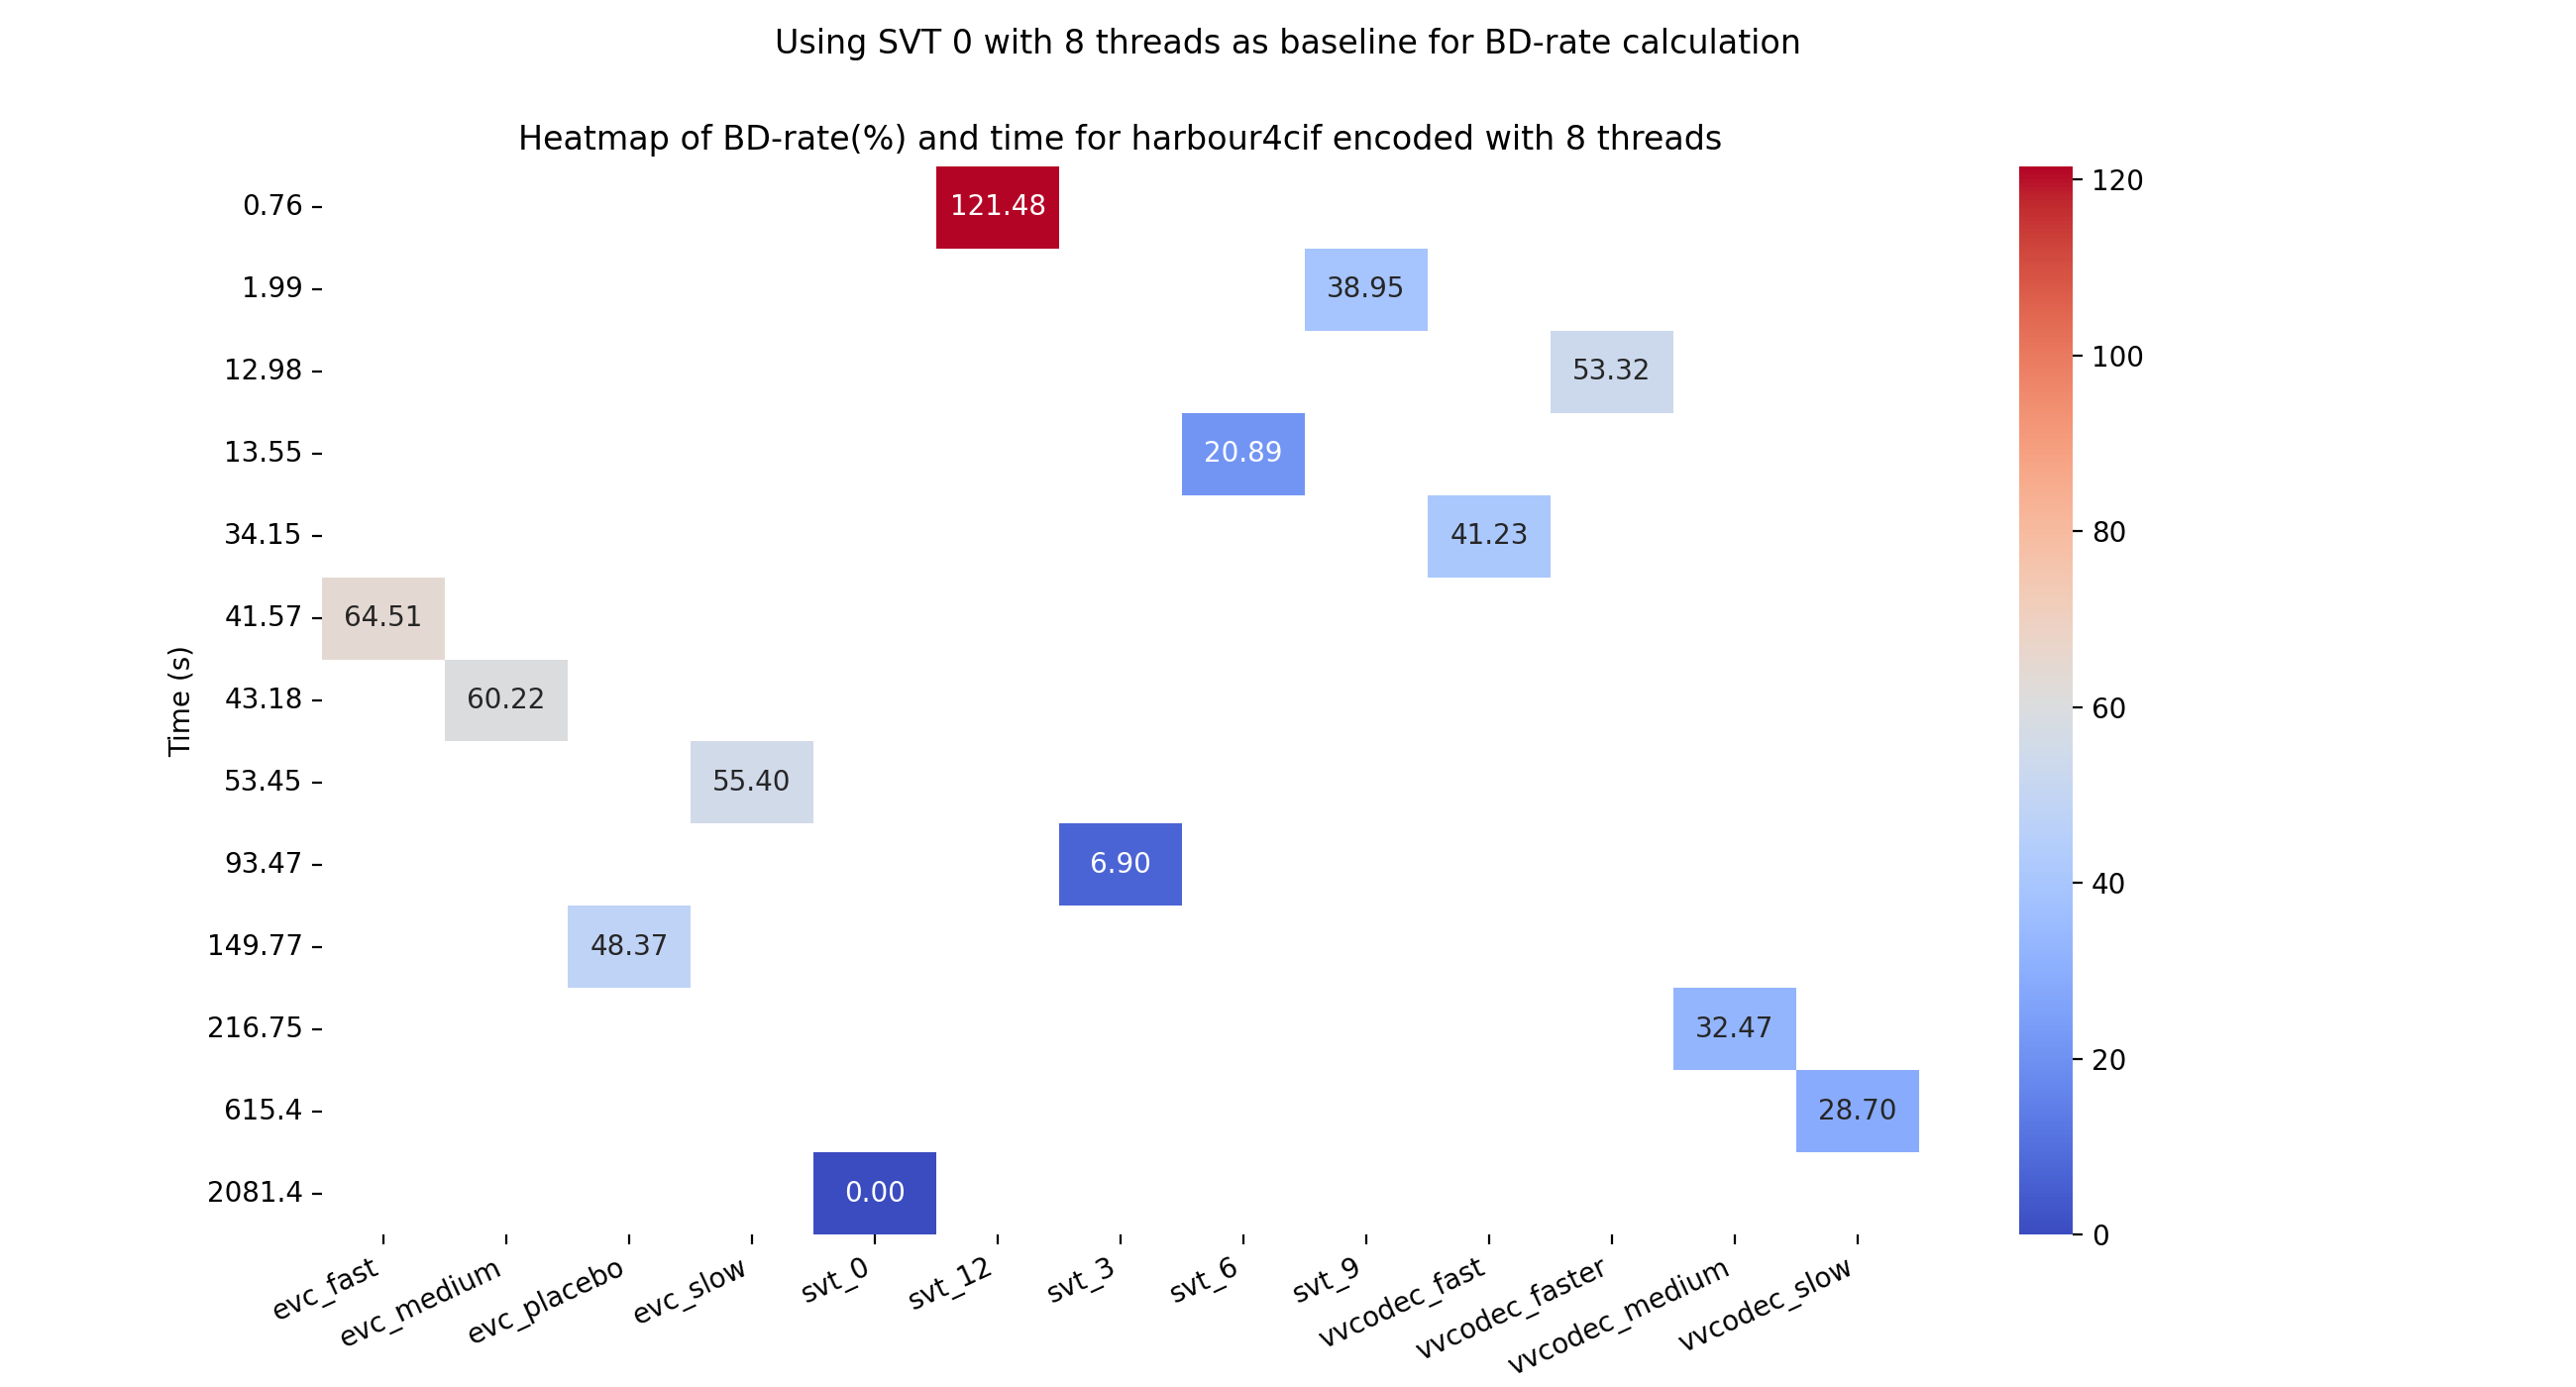 Using SVT 0 with 8 threads as baseline for BD-rate calculation
Heatmap of BD-rate(%) and time for harbour4cif encoded with 8 threads
0.76
121.48
1.99
38.95
12.98
53.32
13.55
20.89
34.15
41.23
41.57
64.51
43.18
60.22
53.45
55.40
93.47
6.90
149.77
48.37
216.75
32.47
615.4
28.70
2081.4
0.00
Time (s)
evc_fast
evc_medium
evc_placebo
evc_slow
svt_0
svt_12
svt_3
svt_6
svt_9
vvcodec_fast
vvcodec_faster
vvcodec_medium
vvcodec_slow
120
100
80
60
40
20
0